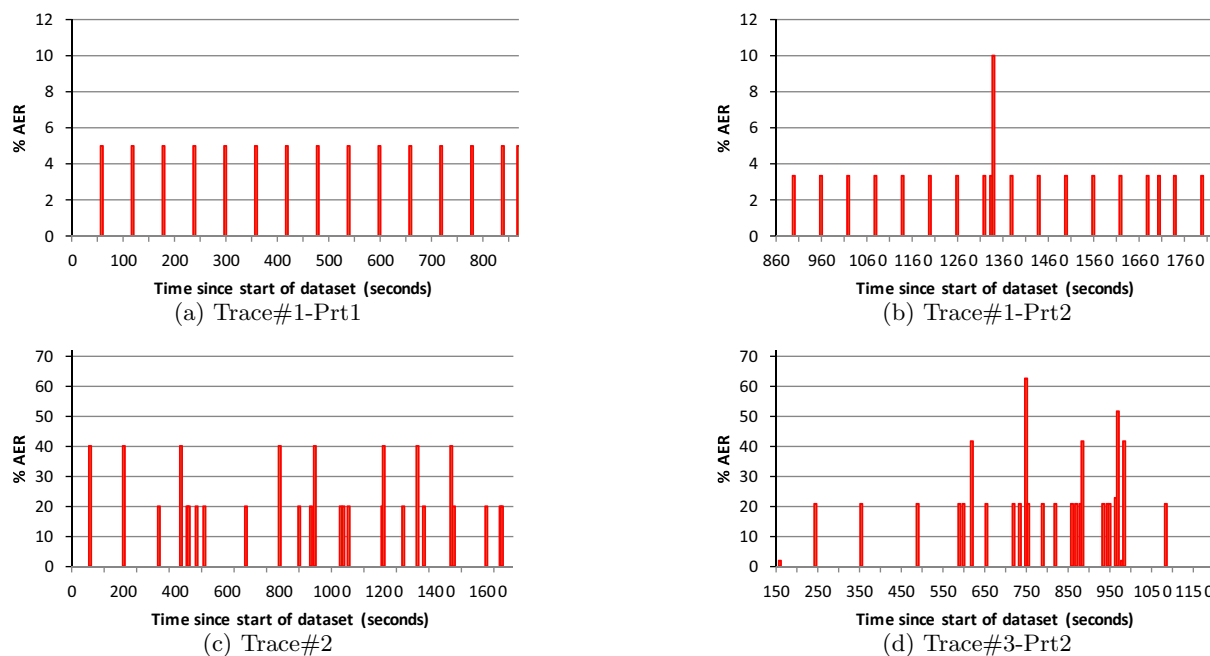 12
10
8
6
4
2
0
% AER
0 100 200 300 400 500 600 700 800
Time since start of dataset (seconds)
(a) Trace#1-Prt1
12
10
8
6
4
2
0
% AER
860 960 1060 1160 1260 1360 1460 1560 1660 1760
Time since start of dataset (seconds)
(b) Trace#1-Prt2
70
60
50
40
30
20
10
0
% AER
0 200 400 600 800 1000 1200 1400 1600
Time since start of dataset (seconds)
(c) Trace#2
70
60
50
40
30
20
10
0
% AER
150 250 350 450 550 650 750 850 950 1050 1150
Time since start of dataset (seconds)
(d) Trace#3-Prt2